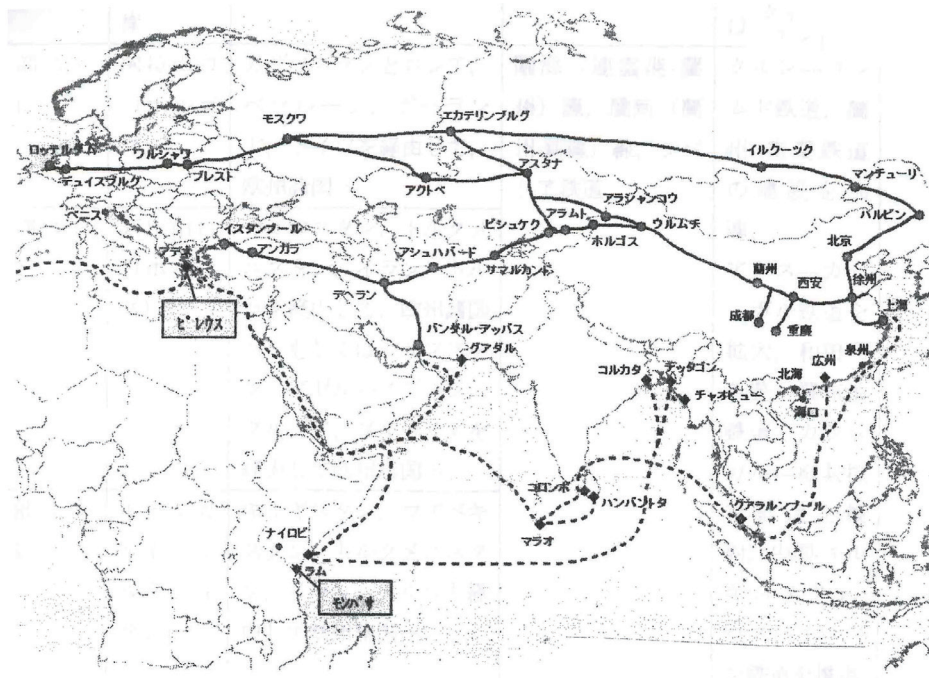 モスクワ
エカテリンブルグ
ロッテルダム
ワルシャワ
アスタナ
イルクーツク
デュイスブルグ
ブレスト
アクトベ
マンチューリ
アラジャンコウ
ベニス
イスタンブール
ビシュケク
アラムト
ウルムチ
ハルビン
アンカラ
アシュハバード
ホルゴス
北京
アテネ
サマルカンド
テヘラン
蘭州
西安
徐州
ピレウス
成都
重慶
上海
バンダル・アッバス
グアダル
コルカタ
チッタゴン
広州
泉州
北海
チャオピュー
海口
コロンボ
ハンバントタ
クアラルンプール
マラオ
ナイロビ
ラム
モンバサ